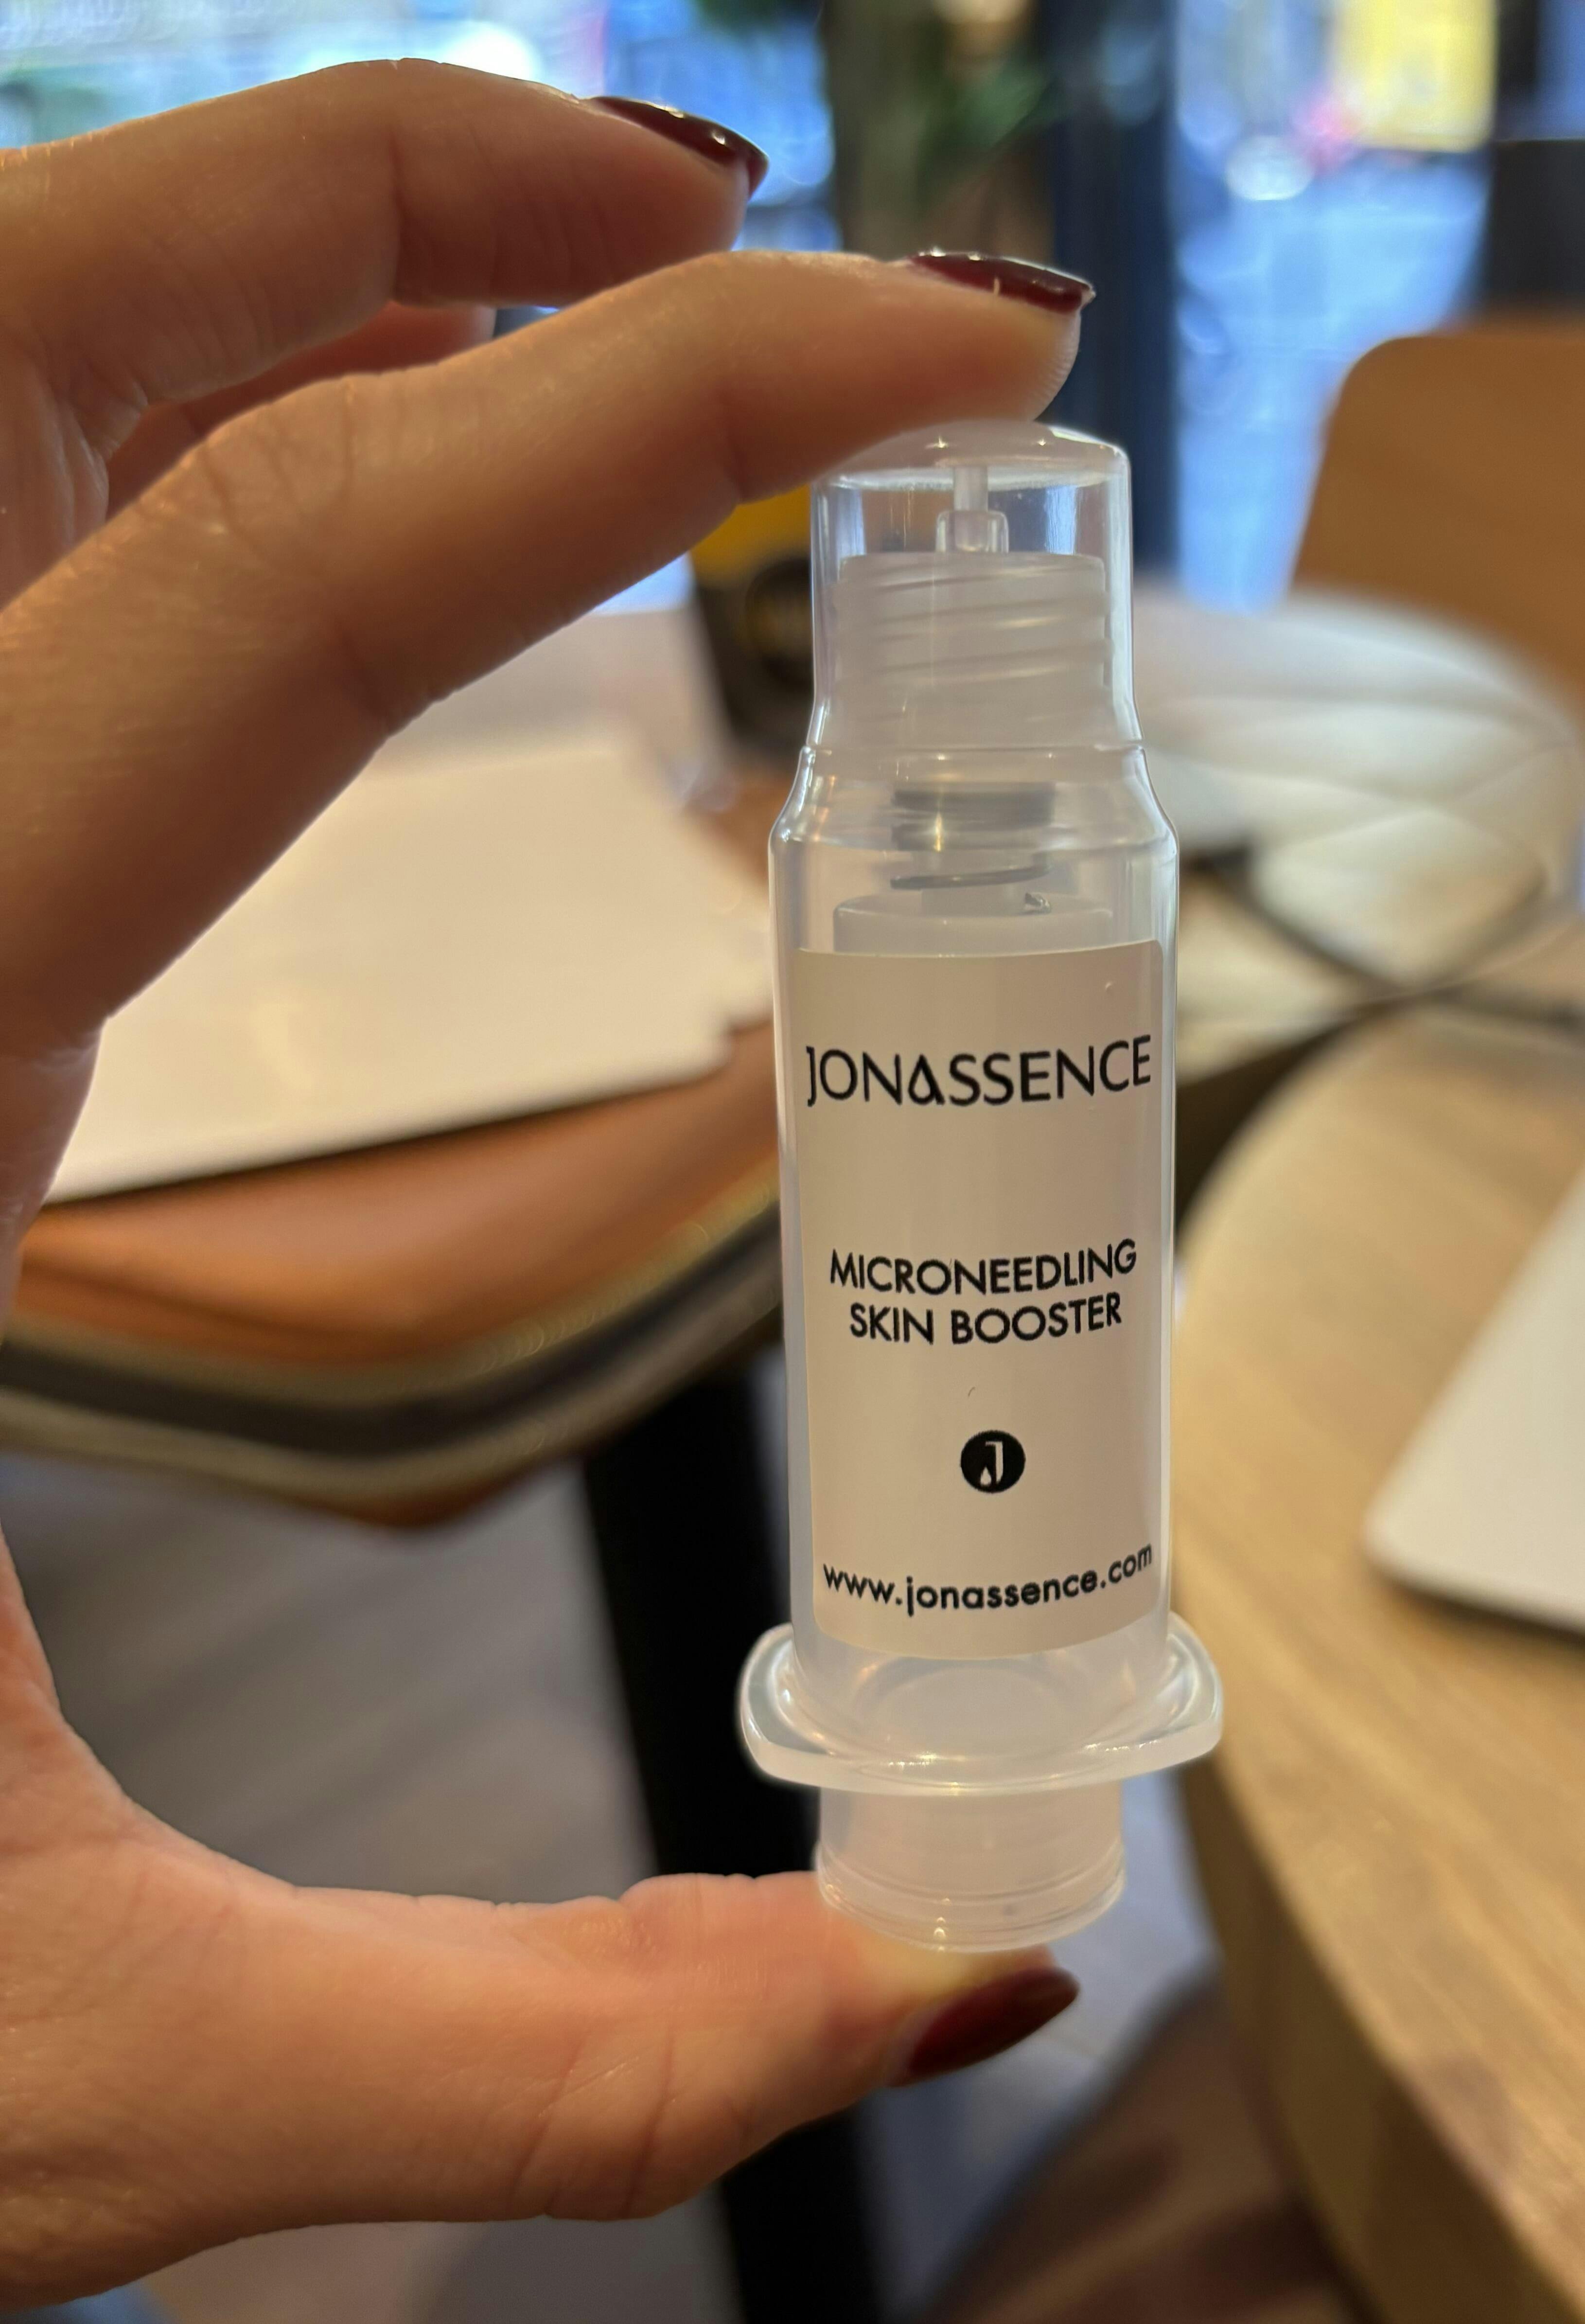 JONASSENCE
MICRONEEDLING
SKIN BOOSTER
J
www.jonassence.com